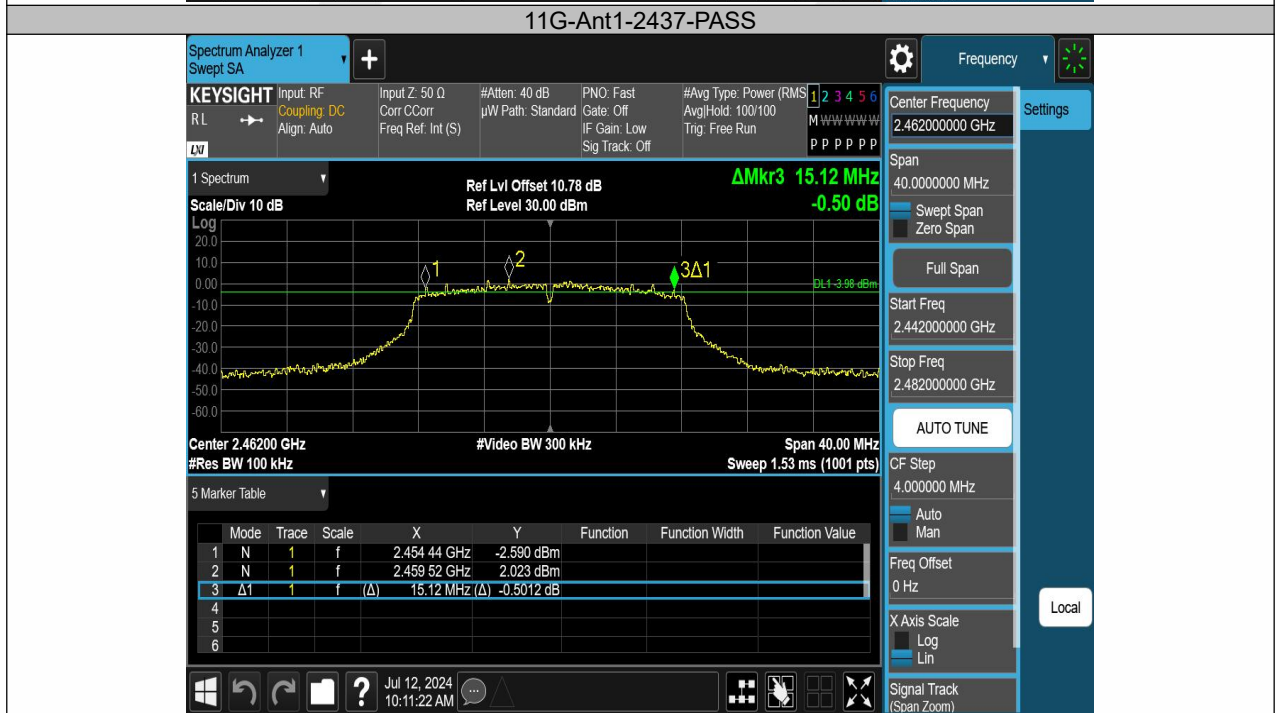 11G-Ant1-2437-PASS
Spectrum Analyzer 1
Swept SA
+
Frequency
KEYSIGHT
RL
LXI
Input: RF
Coupling: DC
Align: Auto
Input Z: 50 Ω
Corr CCorr
Freq Ref: Int (S)
#Atten: 40 dB
µW Path: Standard
PNO: Fast
Gate: Off
IF Gain: Low
Sig Track: Off
#Avg Type: Power (RMS
Avg|Hold: 100/100
Trig: Free Run
1 2 3 4 5 6
M W W W W W
P P P P P P
Center Frequency
2.462000000 GHz
Settings
Span
40.0000000 MHz
Swept Span
Zero Span
Full Span
Start Freq
2.442000000 GHz
Stop Freq
2.482000000 GHz
AUTO TUNE
CF Step
4.000000 MHz
Auto
Man
Freq Offset
0 Hz
X Axis Scale
Log
Lin
Signal Track
(Span Zoom)
Local
1 Spectrum
Scale/Div 10 dB
Ref Lvl Offset 10.78 dB
Ref Level 30.00 dBm
ΔMkr3 15.12 MHz
-0.50 dB
Log
20.0
10.0
0.00
-10.0
-20.0
-30.0
-40.0
-50.0
-60.0
1
2
3Δ1
DL1 -3.98 dBm
Center 2.46200 GHz
#Video BW 300 kHz
Span 40.00 MHz
#Res BW 100 kHz
Sweep 1.53 ms (1001 pts)
5 Marker Table
Mode Trace Scale X Y Function Function Width Function Value
1 N 1 f 2.454 44 GHz -2.590 dBm
2 N 1 f 2.459 52 GHz 2.023 dBm
3 Δ1 1 f (Δ) 15.12 MHz (Δ) -0.5012 dB
4
5
6
?
Jul 12, 2024
10:11:22 AM